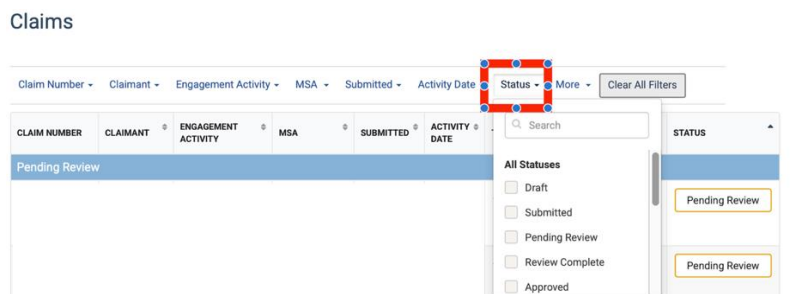 Claims
Claim Number Claimant Engagement Activity MSA Submitted Activity Date Status More Clear All Filters
CLAIM NUMBER CLAIMANT ENGAGEMENT ACTIVITY MSA SUBMITTED ACTIVITY DATE STATUS
Search
Pending Review
All Statuses
Draft
Pending Review
Submitted
Pending Review
Review Complete
Pending Review
Approved